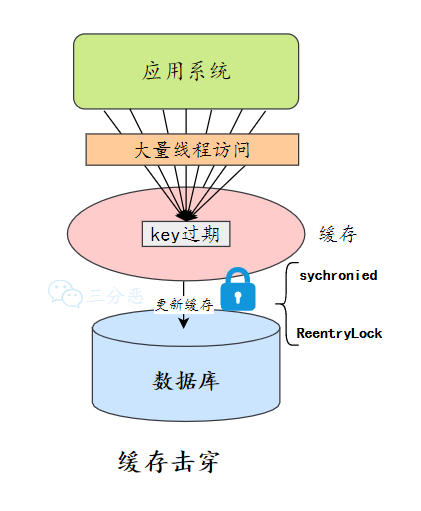 应用系统
大量线程访问
key过期
缓存
sychronied
三分恶
更新缓存
ReentryLock
数据库
缓存击穿